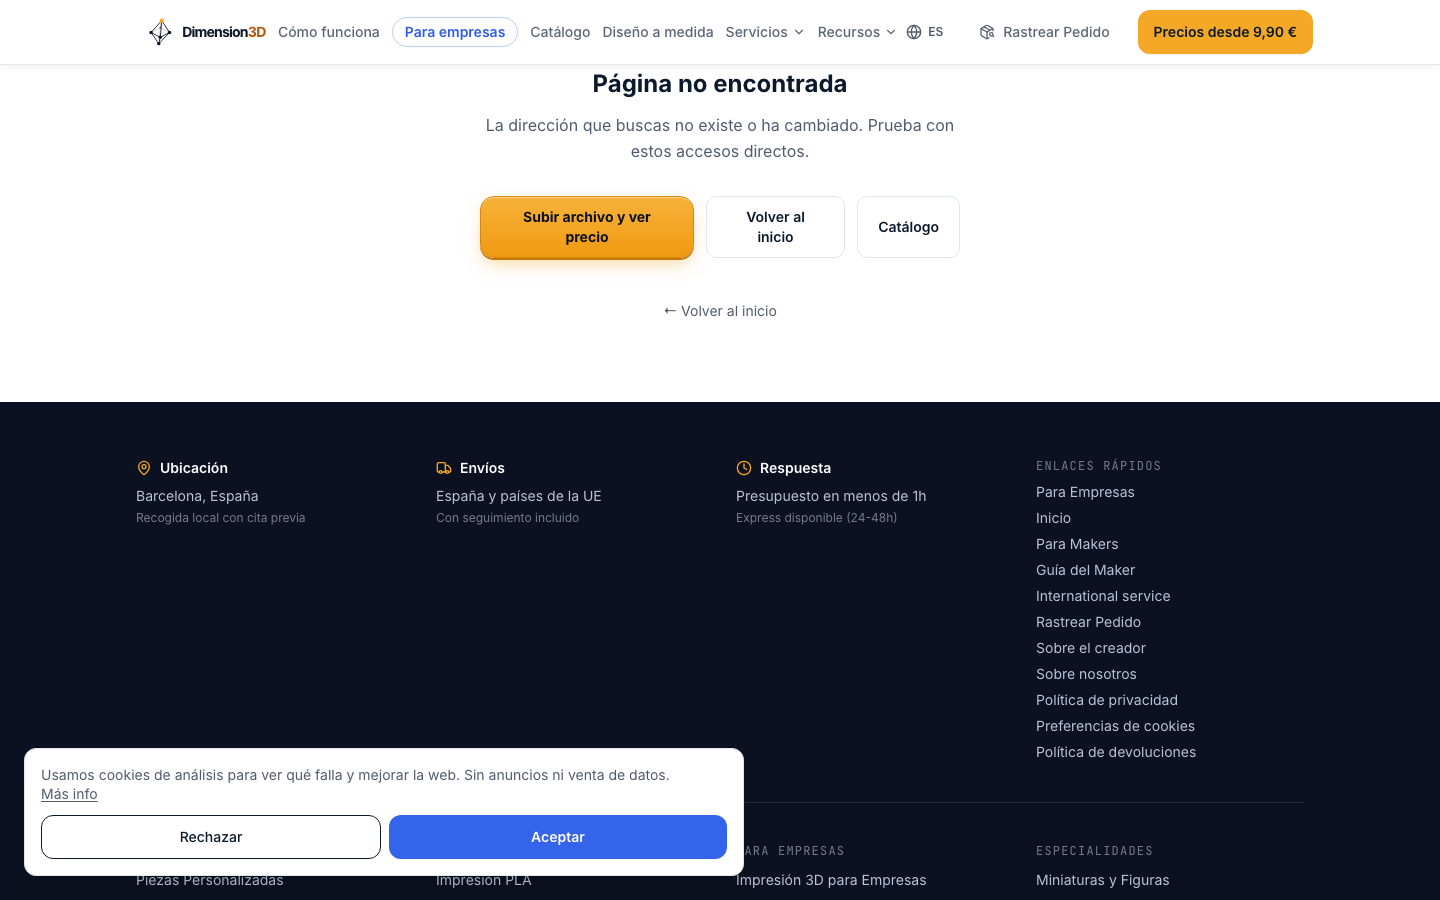 Dimension3D
Cómo funciona
Para empresas
Catálogo
Diseño a medida
Servicios
Recursos
ES
Rastrear Pedido
Precios desde 9,90 €
Página no encontrada
La dirección que buscas no existe o ha cambiado. Prueba con
estos accesos directos.
Subir archivo y ver
precio
Volver al
inicio
Catálogo
← Volver al inicio
Ubicación
Barcelona, España
Recogida local con cita previa
Envíos
España y países de la UE
Con seguimiento incluido
Respuesta
Presupuesto en menos de 1h
Express disponible (24-48h)
ENLACES RÁPIDOS
Para Empresas
Inicio
Para Makers
Guía del Maker
International service
Rastrear Pedido
Sobre el creador
Sobre nosotros
Política de privacidad
Preferencias de cookies
Política de devoluciones
Usamos cookies de análisis para ver qué falla y mejorar la web. Sin anuncios ni venta de datos.
Más info
Rechazar
Aceptar
Piezas Personalizadas
Impresión PLA
ARA EMPRESAS
Impresión 3D para Empresas
ESPECIALIDADES
Miniaturas y Figuras